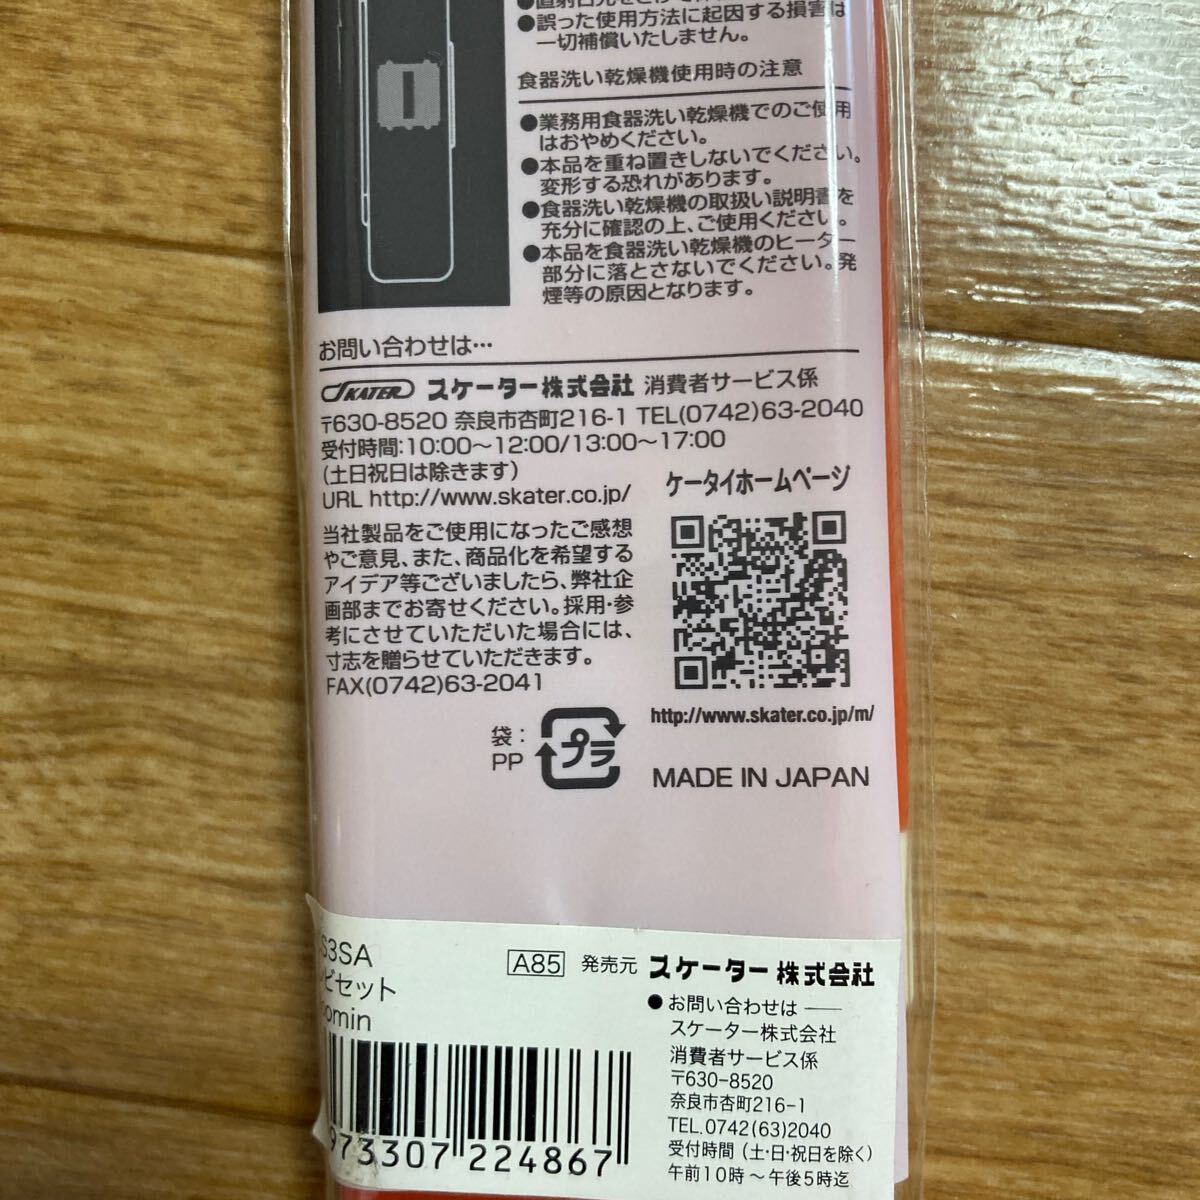 ●誤った使用方法に起因する損害は
一切補償いたしません。
食器洗い乾燥機使用時の注意
●業務用食器洗い乾燥機でのご使用
はおやめください。
●本品を重ね置きしないでください。
変形する恐れがあります。
●食器洗い乾燥機の取扱い説明書を
充分に確認の上、ご使用ください。
●本品を食器洗い乾燥機のヒーター
部分に落とさないでください。発
煙等の原因となります。
お問い合わせは…
SKATER スケーター株式会社 消費者サービス係
〒630-8520 奈良市杏町216-1 TEL(0742)63-2040
受付時間:10:00〜12:00/13:00〜17:00
(土日祝日は除きます)
URL http://www.skater.co.jp/
当社製品をご使用になったご感想
やご意見、また、商品化を希望する
アイデア等ございましたら、弊社企
画部までお寄せください。採用・参
考にさせていただいた場合には、
寸志を贈らせていただきます。
FAX(0742)63-2041
ケータイホームページ
http://www.skater.co.jp/m/
袋:
PP
プラ
MADE IN JAPAN
S3SA
ビセット
omin
973307 224867
A85 発売元 スケーター株式会社
●お問い合わせは
スケーター株式会社
消費者サービス係
〒630-8520
奈良市杏町216-1
TEL.0742(63)2040
受付時間(土・日・祝日を除く)
午前10時〜午後5時迄